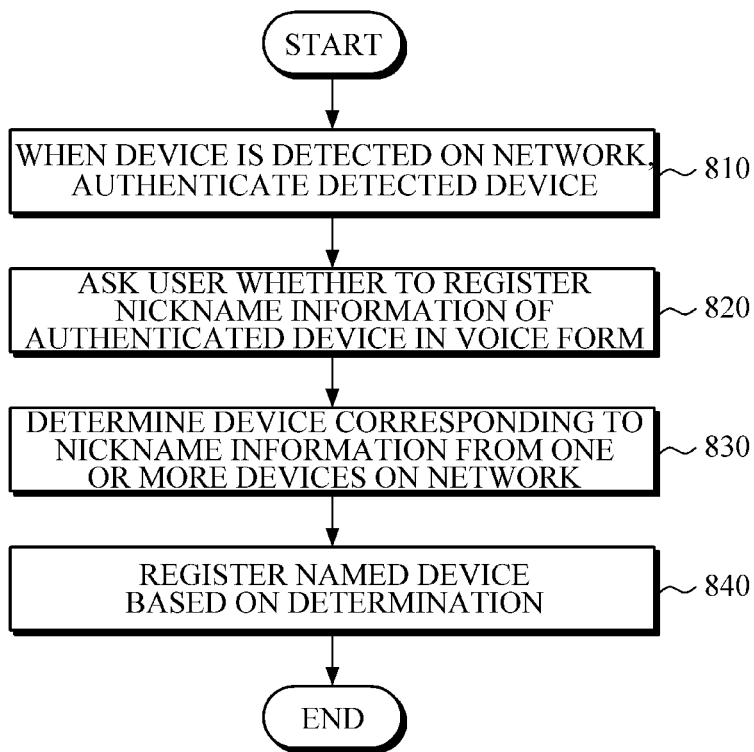 START
WHEN DEVICE IS DETECTED ON NETWORK,
AUTHENTICATE DETECTED DEVICE
810
ASK USER WHETHER TO REGISTER
NICKNAME INFORMATION OF
AUTHENTICATED DEVICE IN VOICE FORM
820
DETERMINE DEVICE CORRESPONDING TO
NICKNAME INFORMATION FROM ONE
OR MORE DEVICES ON NETWORK
830
REGISTER NAMED DEVICE
BASED ON DETERMINATION
840
END